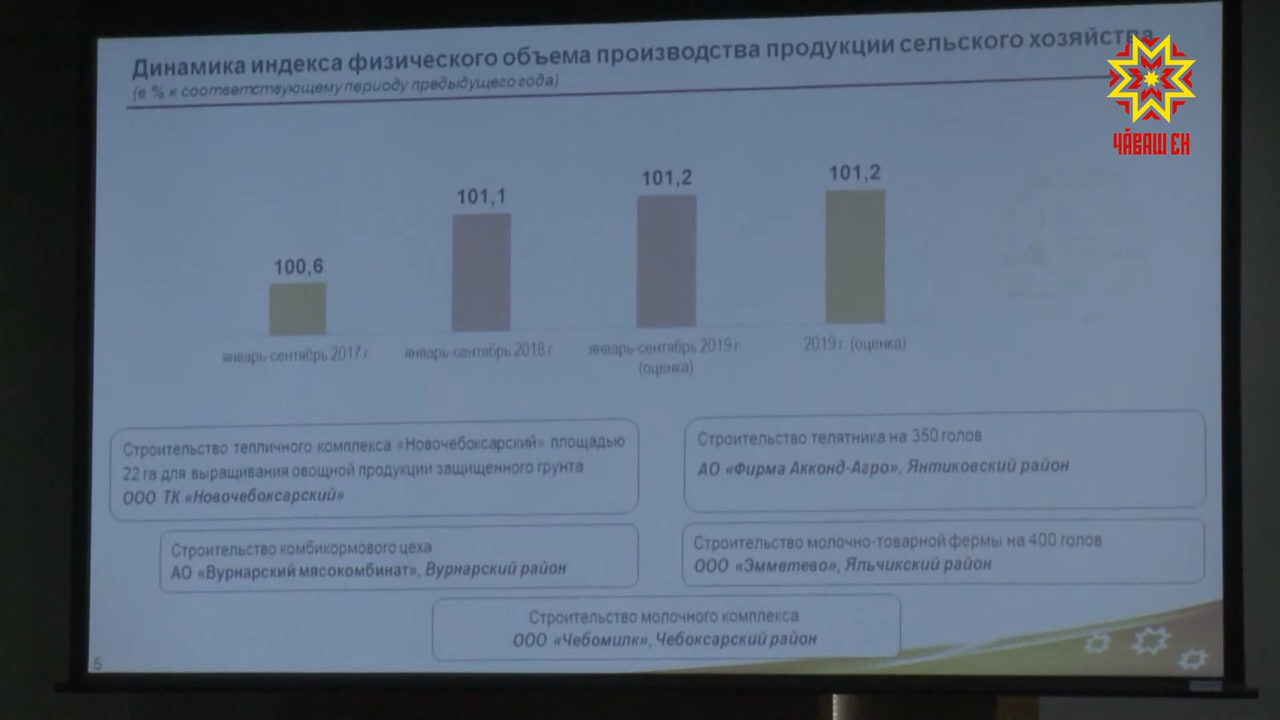 Динамика индекса физического объема производства продукции сельского хозяйства
(в % к соответствующему периоду предыдущего года)
ЧӐВАШ ЕН
100,6
101,1
101,2
101,2
январь-сентябрь 2017 г
январь-сентябрь 2018 г
январь-сентябрь 2019 г
(оценка)
2019 г (оценка)
Строительство тепличного комплекса «Новочебоксарский» площадью
22 га для выращивания овощной продукции защищенного грунта
ООО ТК «Новочебоксарский»
Строительство телятника на 350 голов
АО «Фирма Акконд-Агро», Янтиковский район
Строительство комбикормового цеха
АО «Вурнарский мясокомбинат», Вурнарский район
Строительство молочно-товарной фермы на 400 голов
ООО «Эмметево», Яльчикский район
Строительство молочного комплекса
ООО «Чебомилк», Чебоксарский район
5